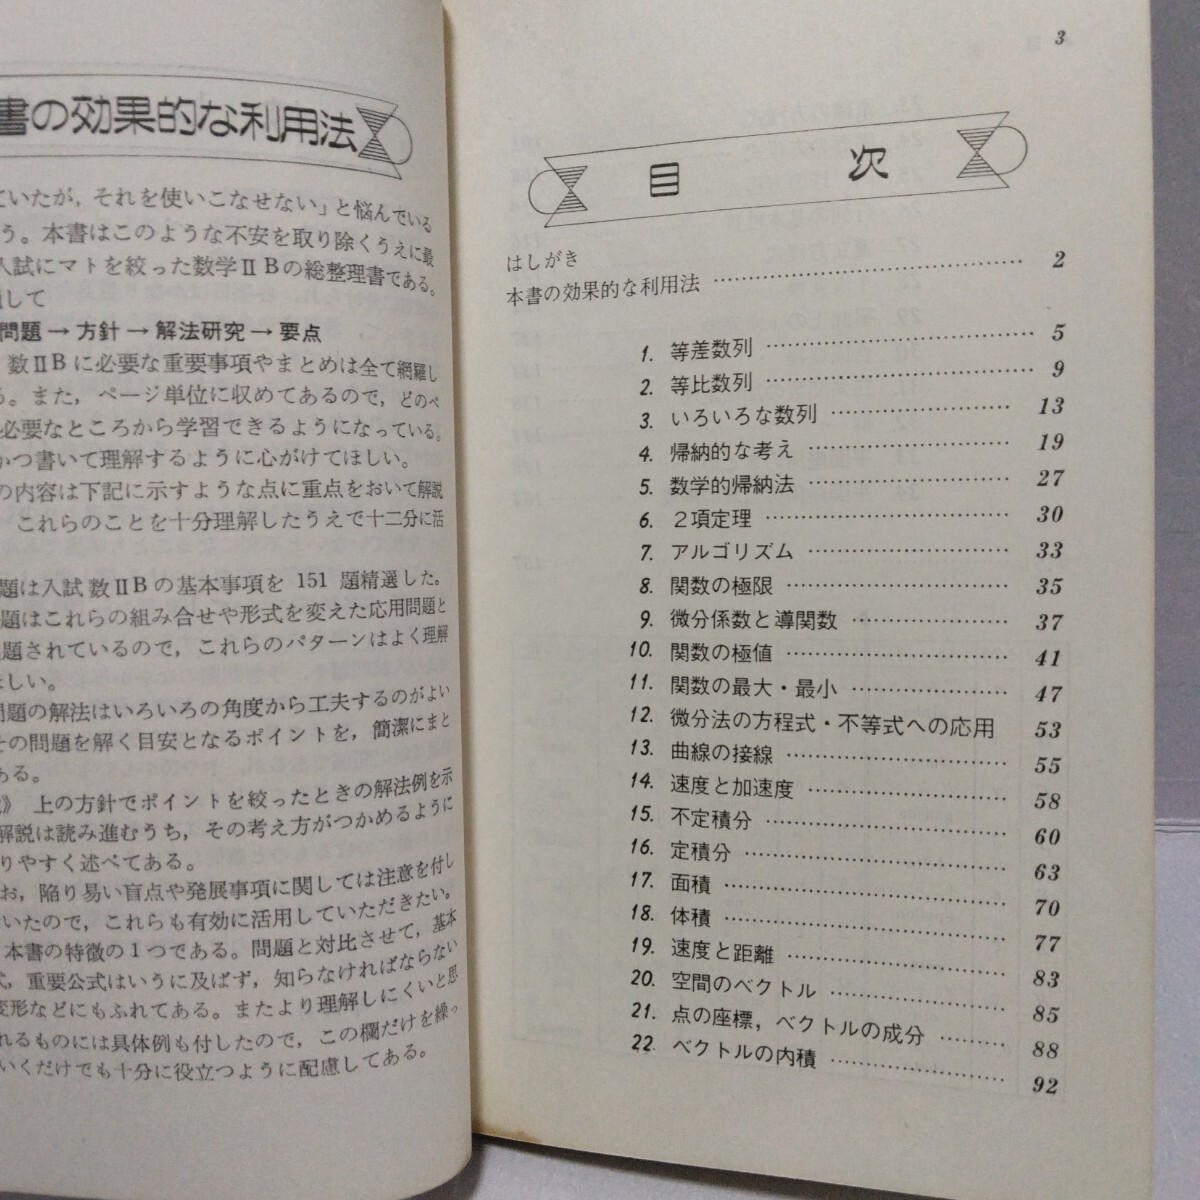 書の効果的な利用法
ていたが，それを使いこなせない」と悩んでいる
う。本書はこのような不安を取り除くうえに最
入試にマトを絞った数学ⅡＢの総整理書である。
して
問題→方針→解法研究→要点
数ⅡＢに必要な重要事項やまとめは全て網羅し
る。また，ページ単位に収めてあるので，どのペ
必要なところから学習できるようになっている。
かつ書いて理解するように心がけてほしい。
の内容は下記に示すような点に重点をおいて解説
これらのことを十分理解したうえで十二分に活
題は入試数ⅡＢの基本事項を 151 題精選した。
題はこれらの組み合せや形式を変えた応用問題と
題されているので，これらのパターンはよく理解
ほしい。
問題の解法はいろいろの角度から工夫するのがよい
その問題を解く目安となるポイントを，簡潔にまと
ある。
》 上の方針でポイントを絞ったときの解法例を示
解説は読み進むうち，その考え方がつかめるように
りやすく述べてある。
お，陥り易い盲点や発展事項に関しては注意を付し
いたので，これらも有効に活用していただきたい。
本書の特徴の１つである。問題と対比させて，基本
式，重要公式はいうに及ばず，知らなければならない
変形などにもふれてある。またより理解しにくいと思
れるものには具体例も付したので，この欄だけを繰っ
いくだけでも十分に役立つように配慮してある。
3
目 次
はしがき
本書の効果的な利用法 …… 2
1. 等差数列 …… 5
2. 等比数列 …… 9
3. いろいろな数列 …… 13
4. 帰納的な考え …… 19
5. 数学的帰納法 …… 27
6. ２項定理 …… 30
7. アルゴリズム …… 33
8. 関数の極限 …… 35
9. 微分係数と導関数 …… 37
10. 関数の極値 …… 41
11. 関数の最大・最小 …… 47
12. 微分法の方程式・不等式への応用 53
13. 曲線の接線 …… 55
14. 速度と加速度 …… 58
15. 不定積分 …… 60
16. 定積分 …… 63
17. 面積 …… 70
18. 体積 …… 77
19. 速度と距離 …… 83
20. 空間のベクトル …… 85
21. 点の座標，ベクトルの成分 …… 88
22. ベクトルの内積 …… 92